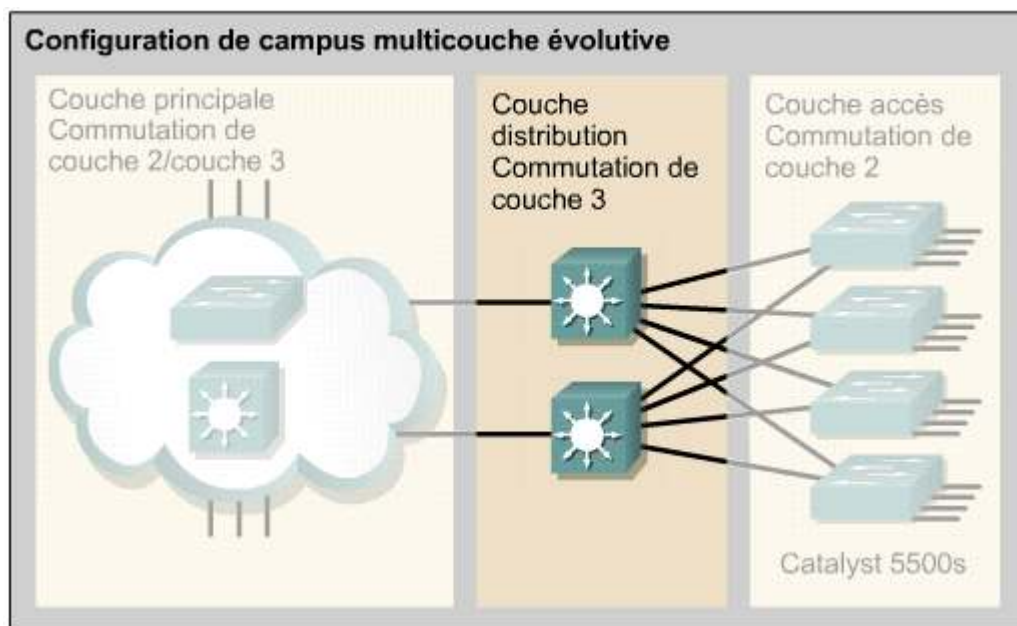 Configuration de campus multicouche évolutive
Couche principale
Commutation de
couche 2/couche 3
Couche
distribution
Commutation de
couche 3
Couche accès
Commutation de
couche 2
Catalyst 5500s